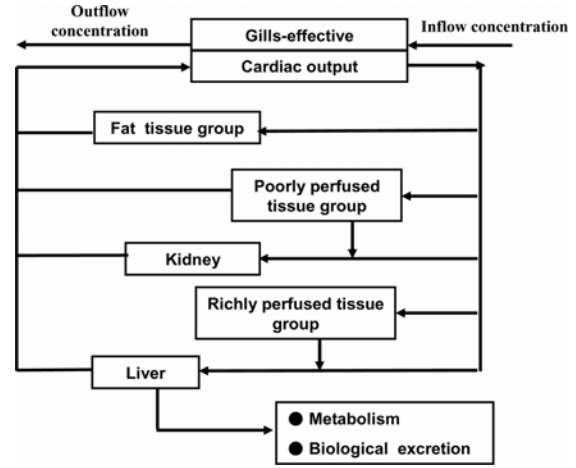 Outflow
concentration
Gills-effective
Inflow concentration
Cardiac output
Fat tissue group
Poorly perfused
tissue group
Kidney
Richly perfused tissue
group
Liver
● Metabolism
● Biological excretion